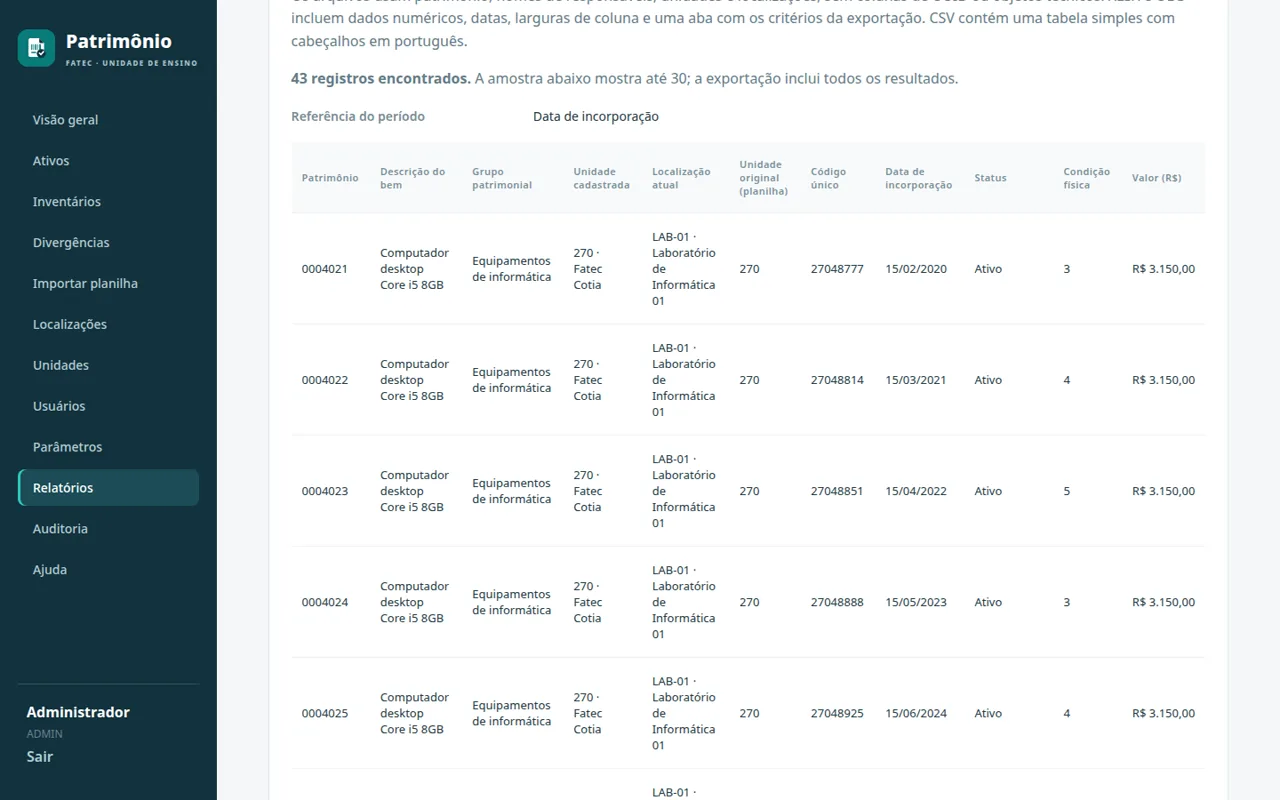 Patrimônio
FATEC · UNIDADE DE ENSINO
Visão geral
Ativos
Inventários
Divergências
Importar planilha
Localizações
Unidades
Usuários
Parâmetros
Relatórios
Auditoria
Ajuda
Administrador
ADMIN
Sair
incluem dados numéricos, datas, larguras de coluna e uma aba com os critérios da exportação. CSV contém uma tabela simples com
cabeçalhos em português.
43 registros encontrados. A amostra abaixo mostra até 30; a exportação inclui todos os resultados.
Referência do período Data de incorporação
Patrimônio Descrição do bem Grupo patrimonial Unidade cadastrada Localização atual Unidade original (planilha) Código único Data de incorporação Status Condição física Valor (R$)
0004021 Computador desktop Core i5 8GB Equipamentos de informática 270 · Fatec Cotia LAB-01 · Laboratório de Informática 01 270 27048777 15/02/2020 Ativo 3 R$ 3.150,00
0004022 Computador desktop Core i5 8GB Equipamentos de informática 270 · Fatec Cotia LAB-01 · Laboratório de Informática 01 270 27048814 15/03/2021 Ativo 4 R$ 3.150,00
0004023 Computador desktop Core i5 8GB Equipamentos de informática 270 · Fatec Cotia LAB-01 · Laboratório de Informática 01 270 27048851 15/04/2022 Ativo 5 R$ 3.150,00
0004024 Computador desktop Core i5 8GB Equipamentos de informática 270 · Fatec Cotia LAB-01 · Laboratório de Informática 01 270 27048888 15/05/2023 Ativo 3 R$ 3.150,00
0004025 Computador desktop Core i5 8GB Equipamentos de informática 270 · Fatec Cotia LAB-01 · Laboratório de Informática 01 270 27048925 15/06/2024 Ativo 4 R$ 3.150,00
LAB-01 ·